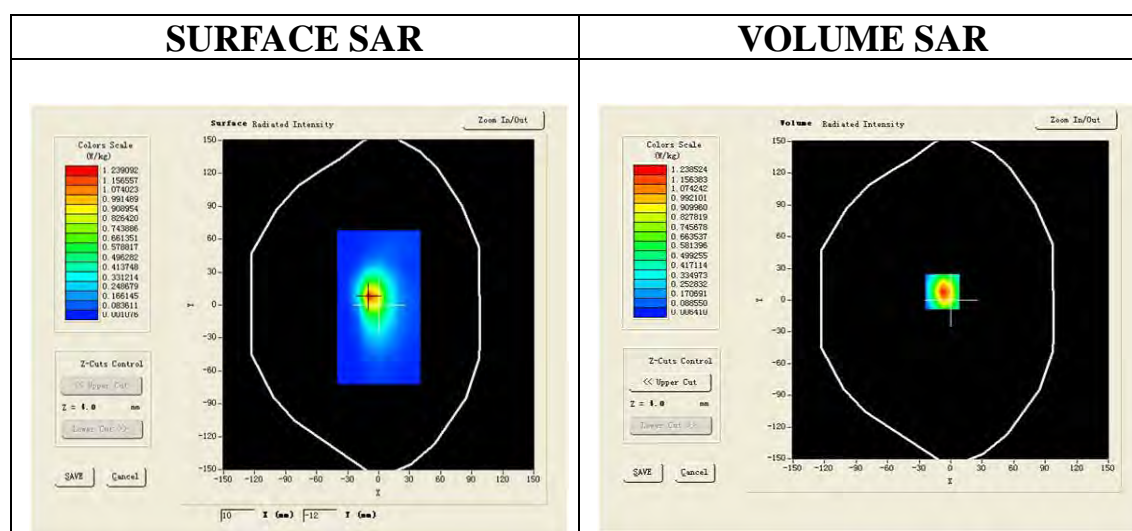 SURFACE SAR
VOLUME SAR
Surface Radiated Intensity
Zoom In/Out
Colors Scale
(W/kg)
1.239092
1.156557
1.074023
0.991489
0.908954
0.826420
0.743886
0.661351
0.578817
0.496282
0.413748
0.331214
0.248679
0.166145
0.083611
0.001076
Z-Cuts Control
<< Upper Cut
Z = 4.0 mm
Lower Cut >>
SAVE
Cancel
150
120
90
60
30
0
-30
-60
-90
-120
-150
Y
-150 -120 -90 -60 -30 0 30 60 90 120 150
X
10 X (mm) -12 Y (mm)
Volume Radiated Intensity
Zoom In/Out
Colors Scale
(W/kg)
1.238524
1.156383
1.074242
0.992101
0.909960
0.827819
0.745678
0.663537
0.581396
0.499255
0.417114
0.334973
0.252832
0.170691
0.088550
0.006410
Z-Cuts Control
<< Upper Cut
Z = 4.0 mm
Lower Cut >>
SAVE
Cancel
150
120
90
60
30
0
-30
-60
-90
-120
-150
Y
-150 -120 -90 -60 -30 0 30 60 90 120 150
X